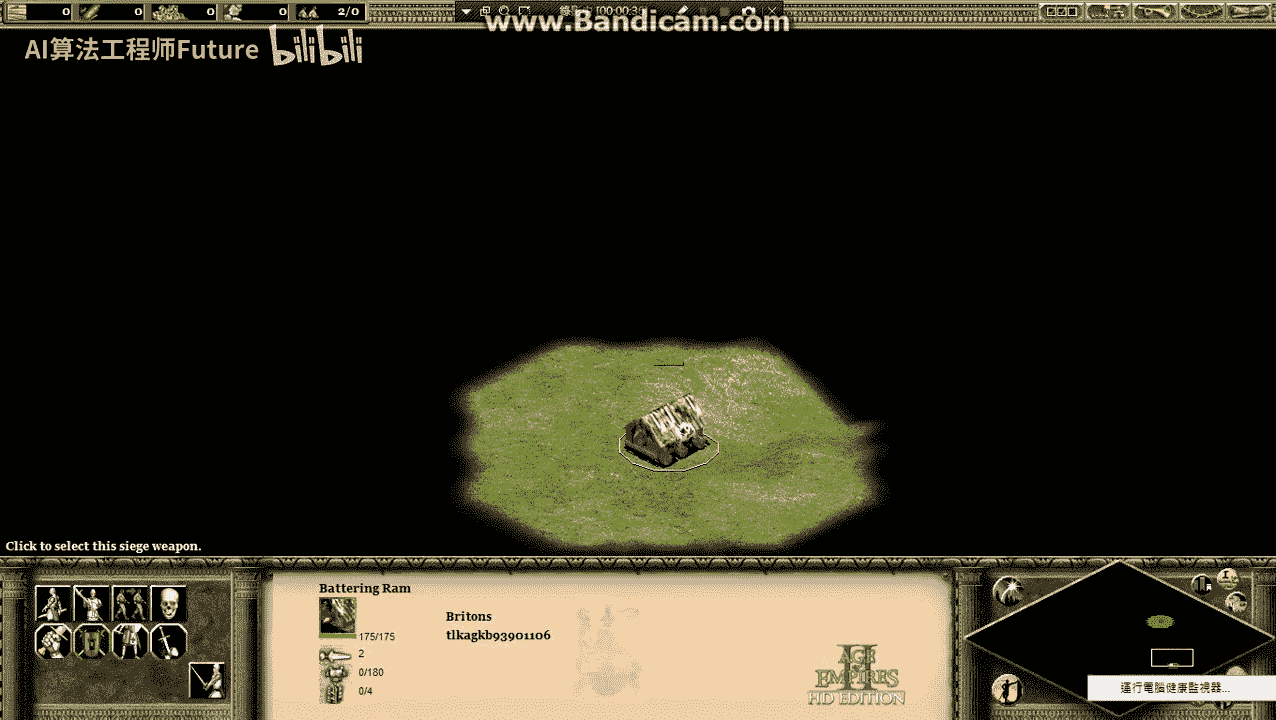 0 0 0 0 2/0
www.Bandicam.com
AI算法工程师Future bilibili
Click to select this siege weapon.
Battering Ram
175/175
2
0/180
0/4
Britons
tlkagkb93901106
AGE
EMPIRES
II
HD EDITION
運行電腦健康監視器...